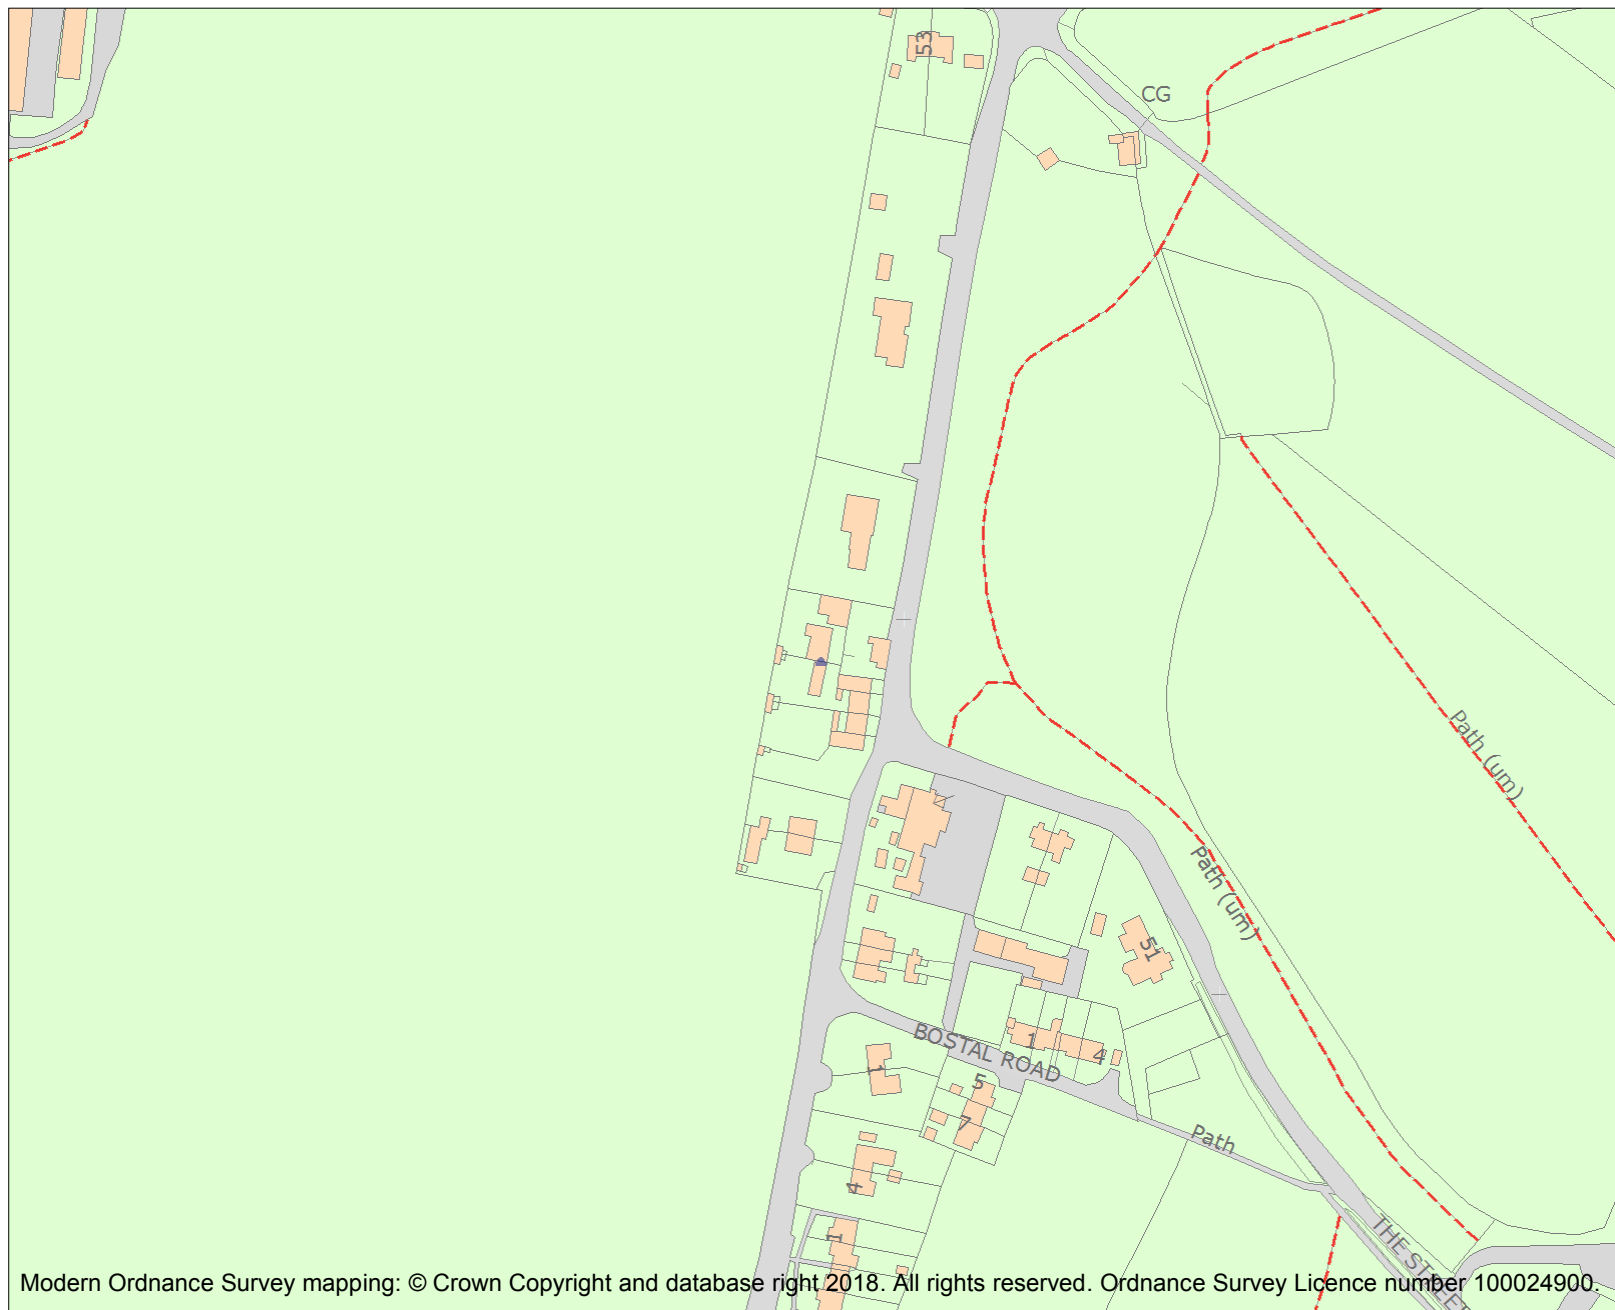 53
CG
Path (um)
Path (um)
51
BOSTAL ROAD
1
4
1
5
7
Path
4
1
THE STREET
Modern Ordnance Survey mapping: © Crown Copyright and database right 2018. All rights reserved. Ordnance Survey Licence number 100024900.